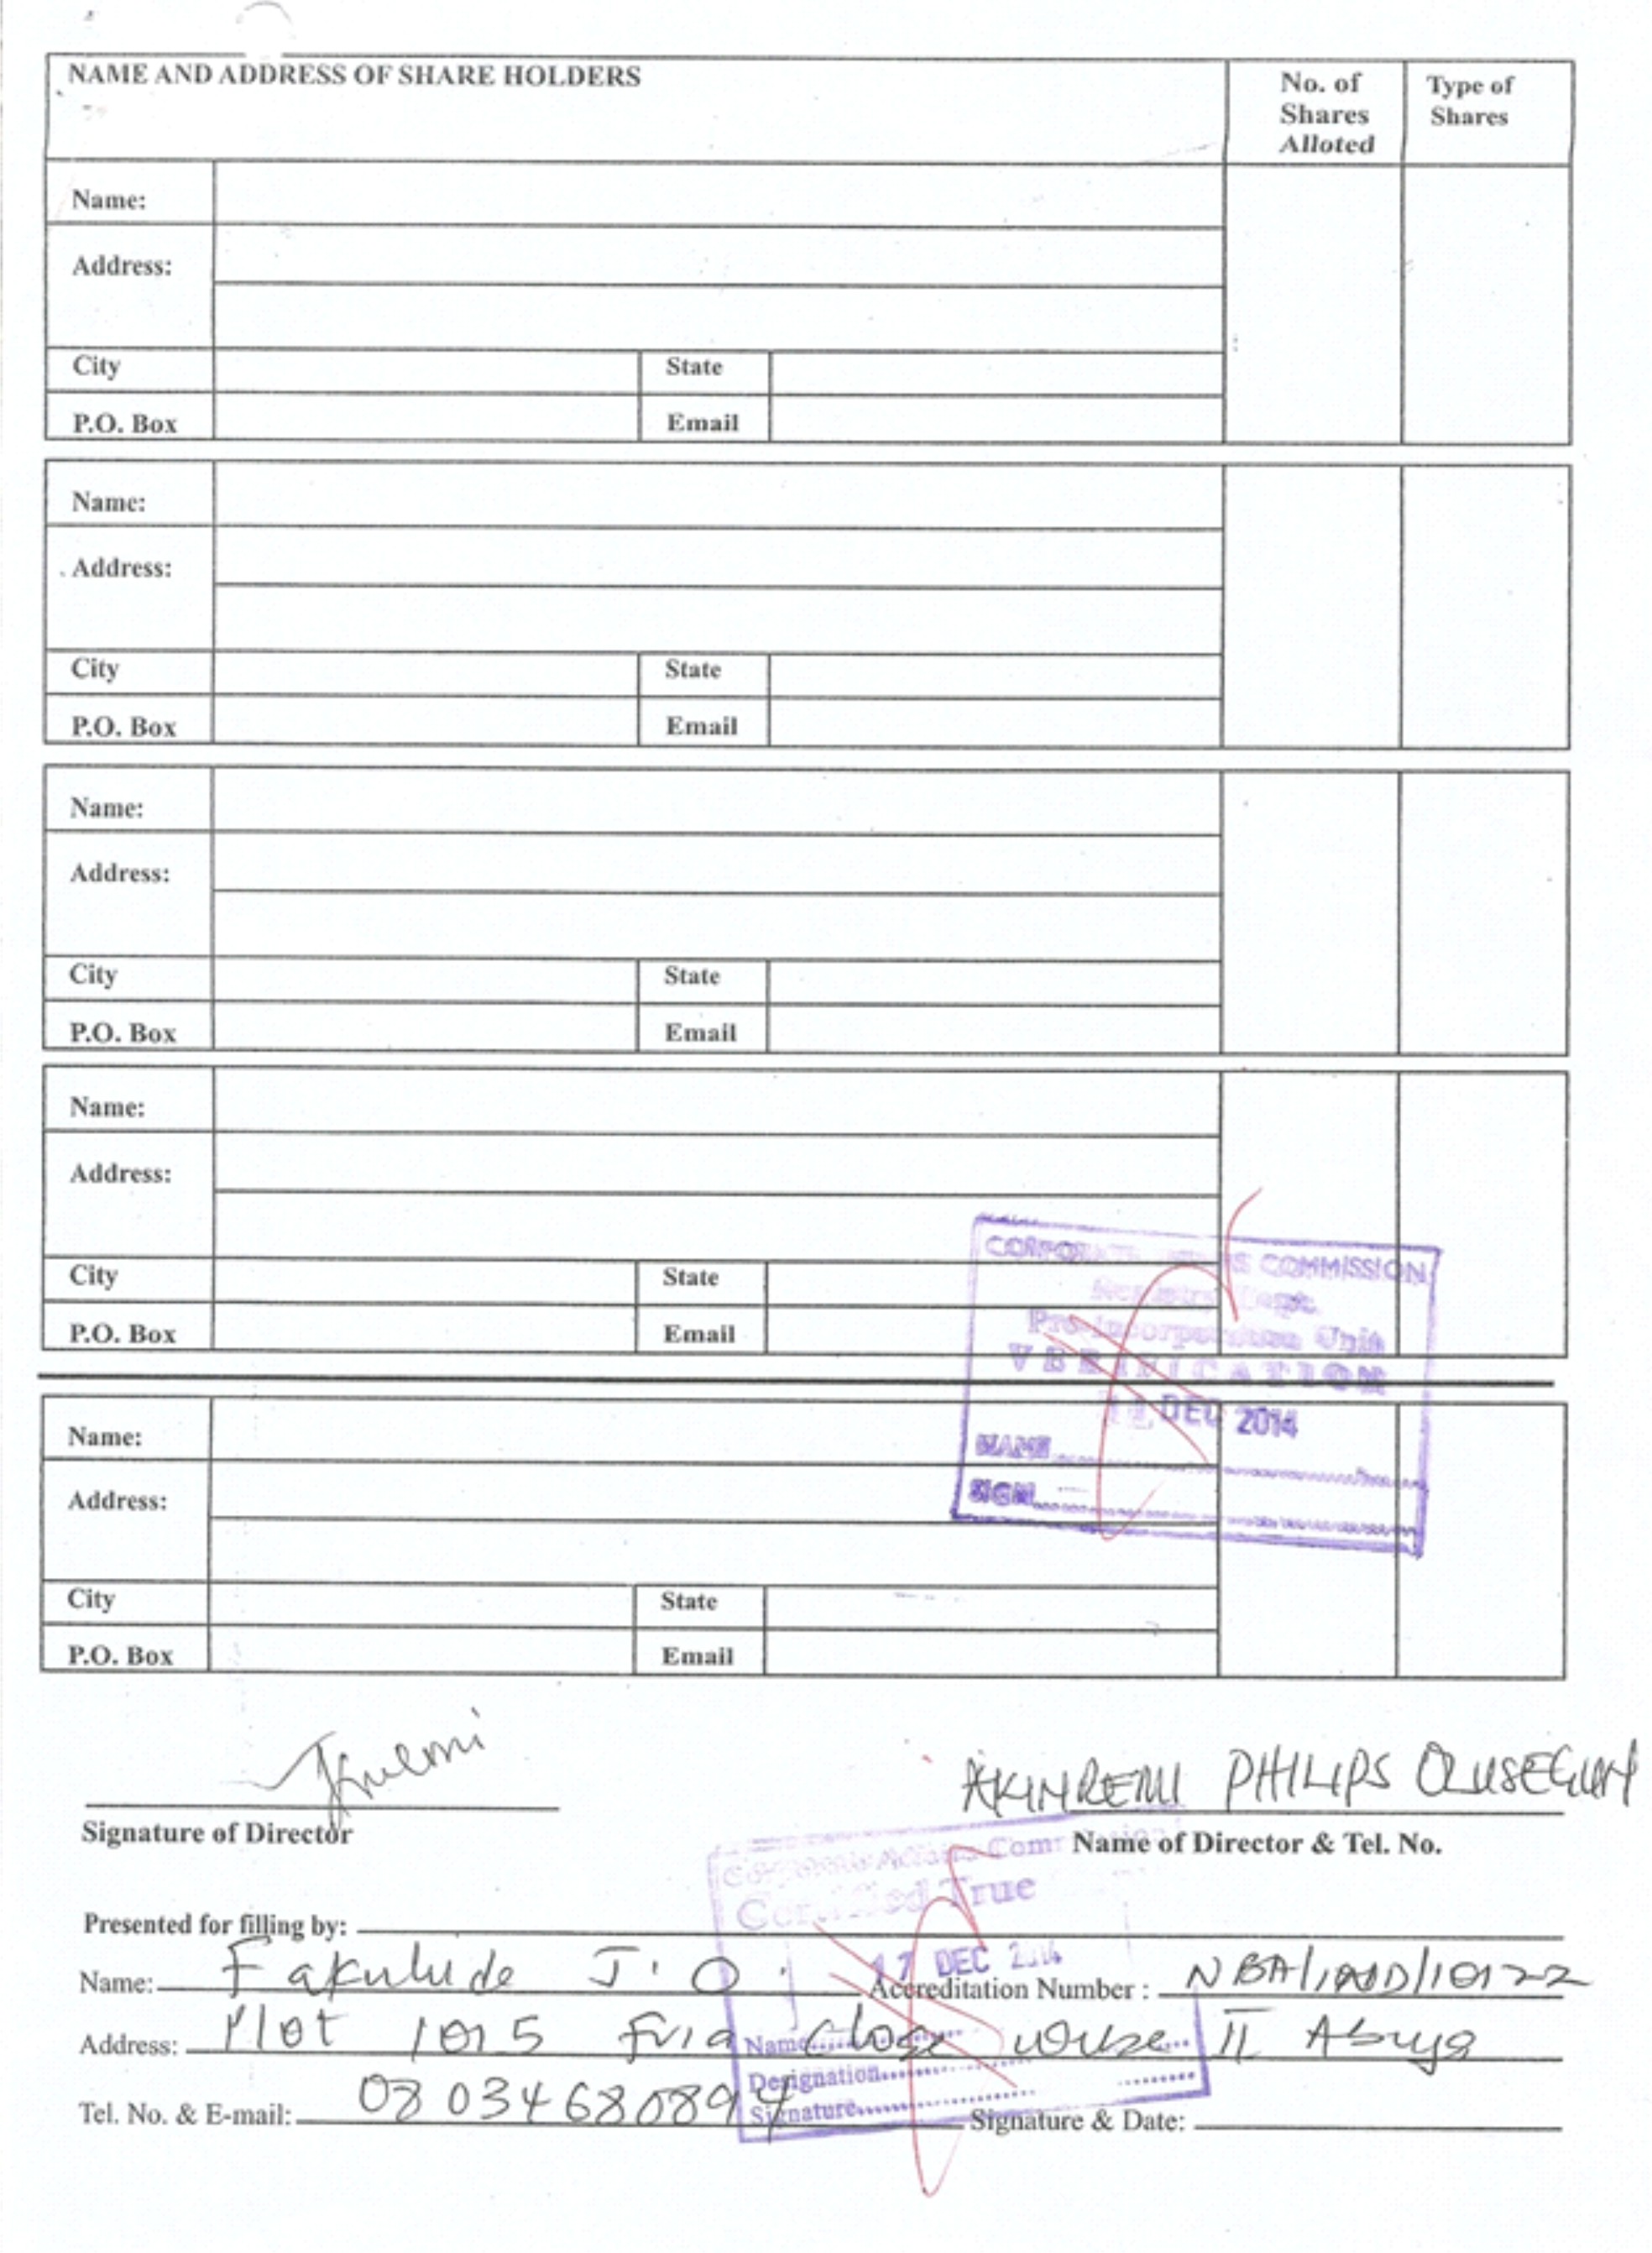 NAME AND ADDRESS OF SHARE HOLDERS
No. of Shares Alloted
Type of Shares
Name:
Address:
City State
P.O. Box Email
Name:
Address:
City State
P.O. Box Email
Name:
Address:
City State
P.O. Box Email
Name:
Address:
City State
P.O. Box Email
CORPORATE AFFAIRS COMMISSION
Registry Dept.
Pre-incorporation Unit
VERIFICATION
DEC 2014
NAME
SIGN
Name:
Address:
City State
P.O. Box Email
AKINREMI PHILIPS OLUSEGUN
Signature of Director
Name of Director & Tel. No.
Corporate Affairs Commission
Certified True
17 DEC 2014
Name
Designation
Signature
Presented for filling by:
Name: Fakulude J. O. Accreditation Number :
Address: Plot 1015 Fria Close Wuse II Abuja
Tel. No. & E-mail: 08034680894 Signature & Date: